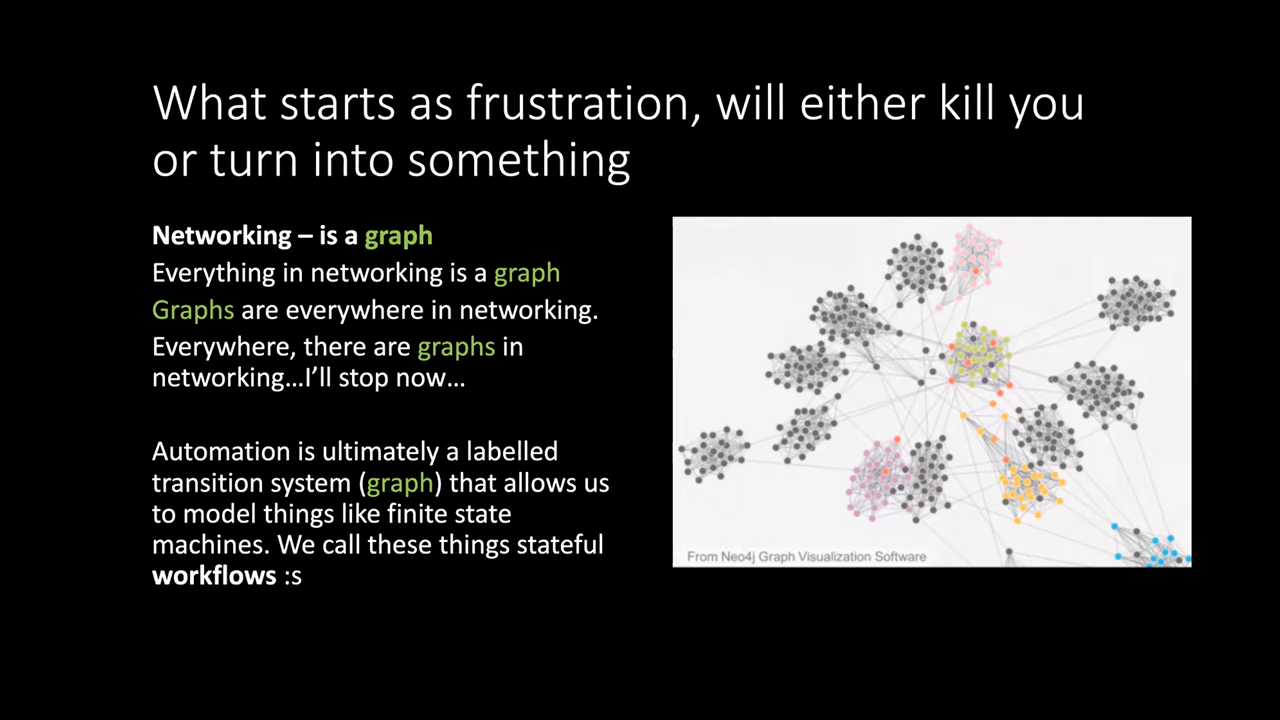 What starts as frustration, will either kill you
or turn into something
Networking – is a graph
Everything in networking is a graph
Graphs are everywhere in networking.
Everywhere, there are graphs in
networking…I’ll stop now…
Automation is ultimately a labelled
transition system (graph) that allows us
to model things like finite state
machines. We call these things stateful
workflows :s
From Neo4j Graph Visualization Software